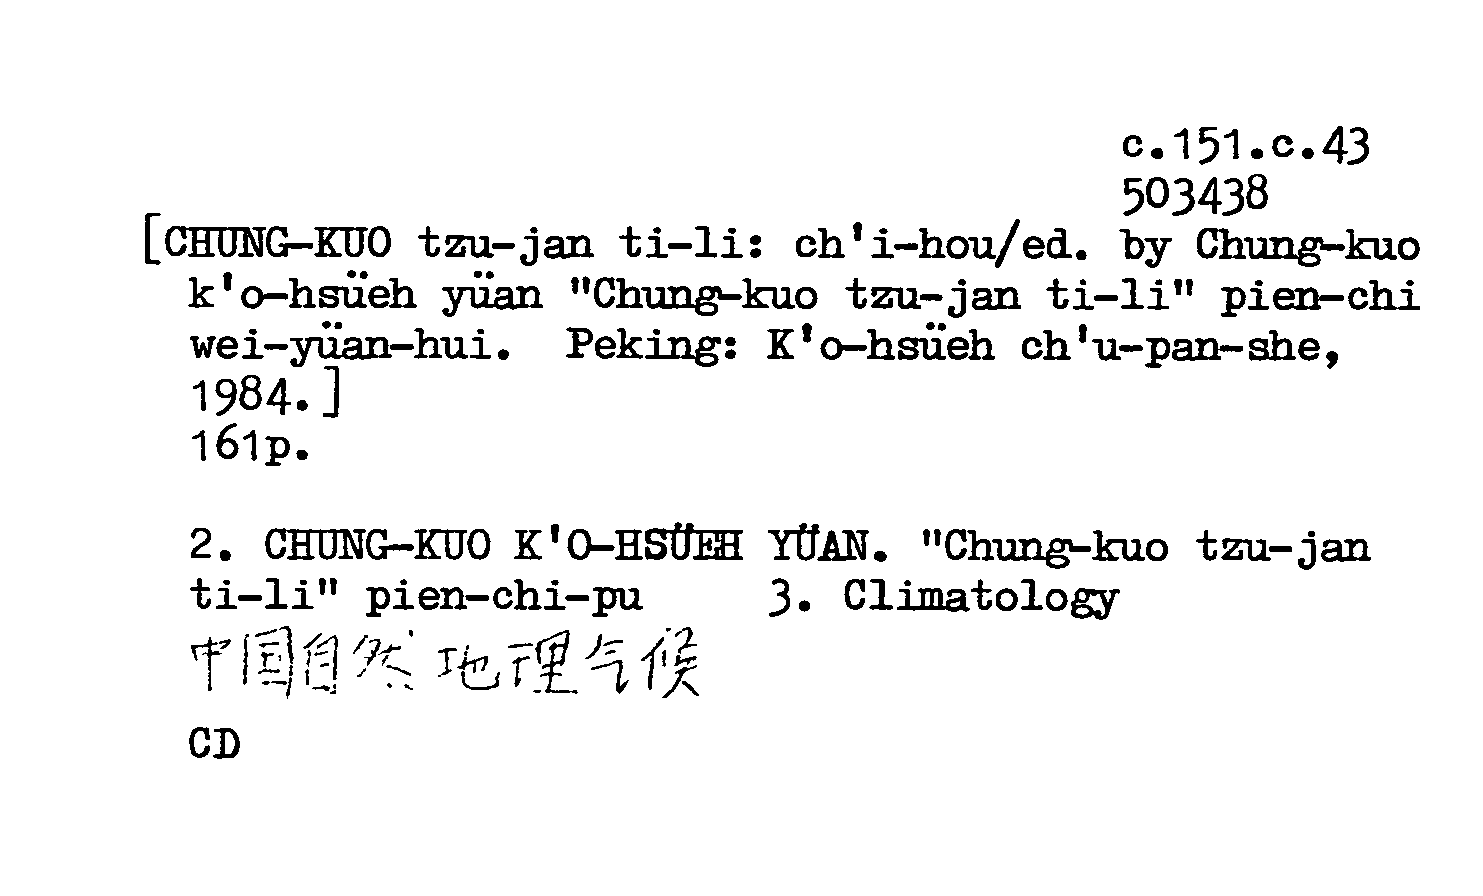 c.151.c.43
503438
[CHUNG-KUO tzu-jan ti-li: ch'i-hou/ed. by Chung-kuo
k'o-hsüeh yüan "Chung-kuo tzu-jan ti-li" pien-chi
wei-yüan-hui. Peking: K'o-hsüeh ch'u-pan-she,
1984.]
161p.
2. CHUNG-KUO K'O-HSÜEH YÜAN. "Chung-kuo tzu-jan
ti-li" pien-chi-pu 3. Climatology
中国自然地理气候
CD